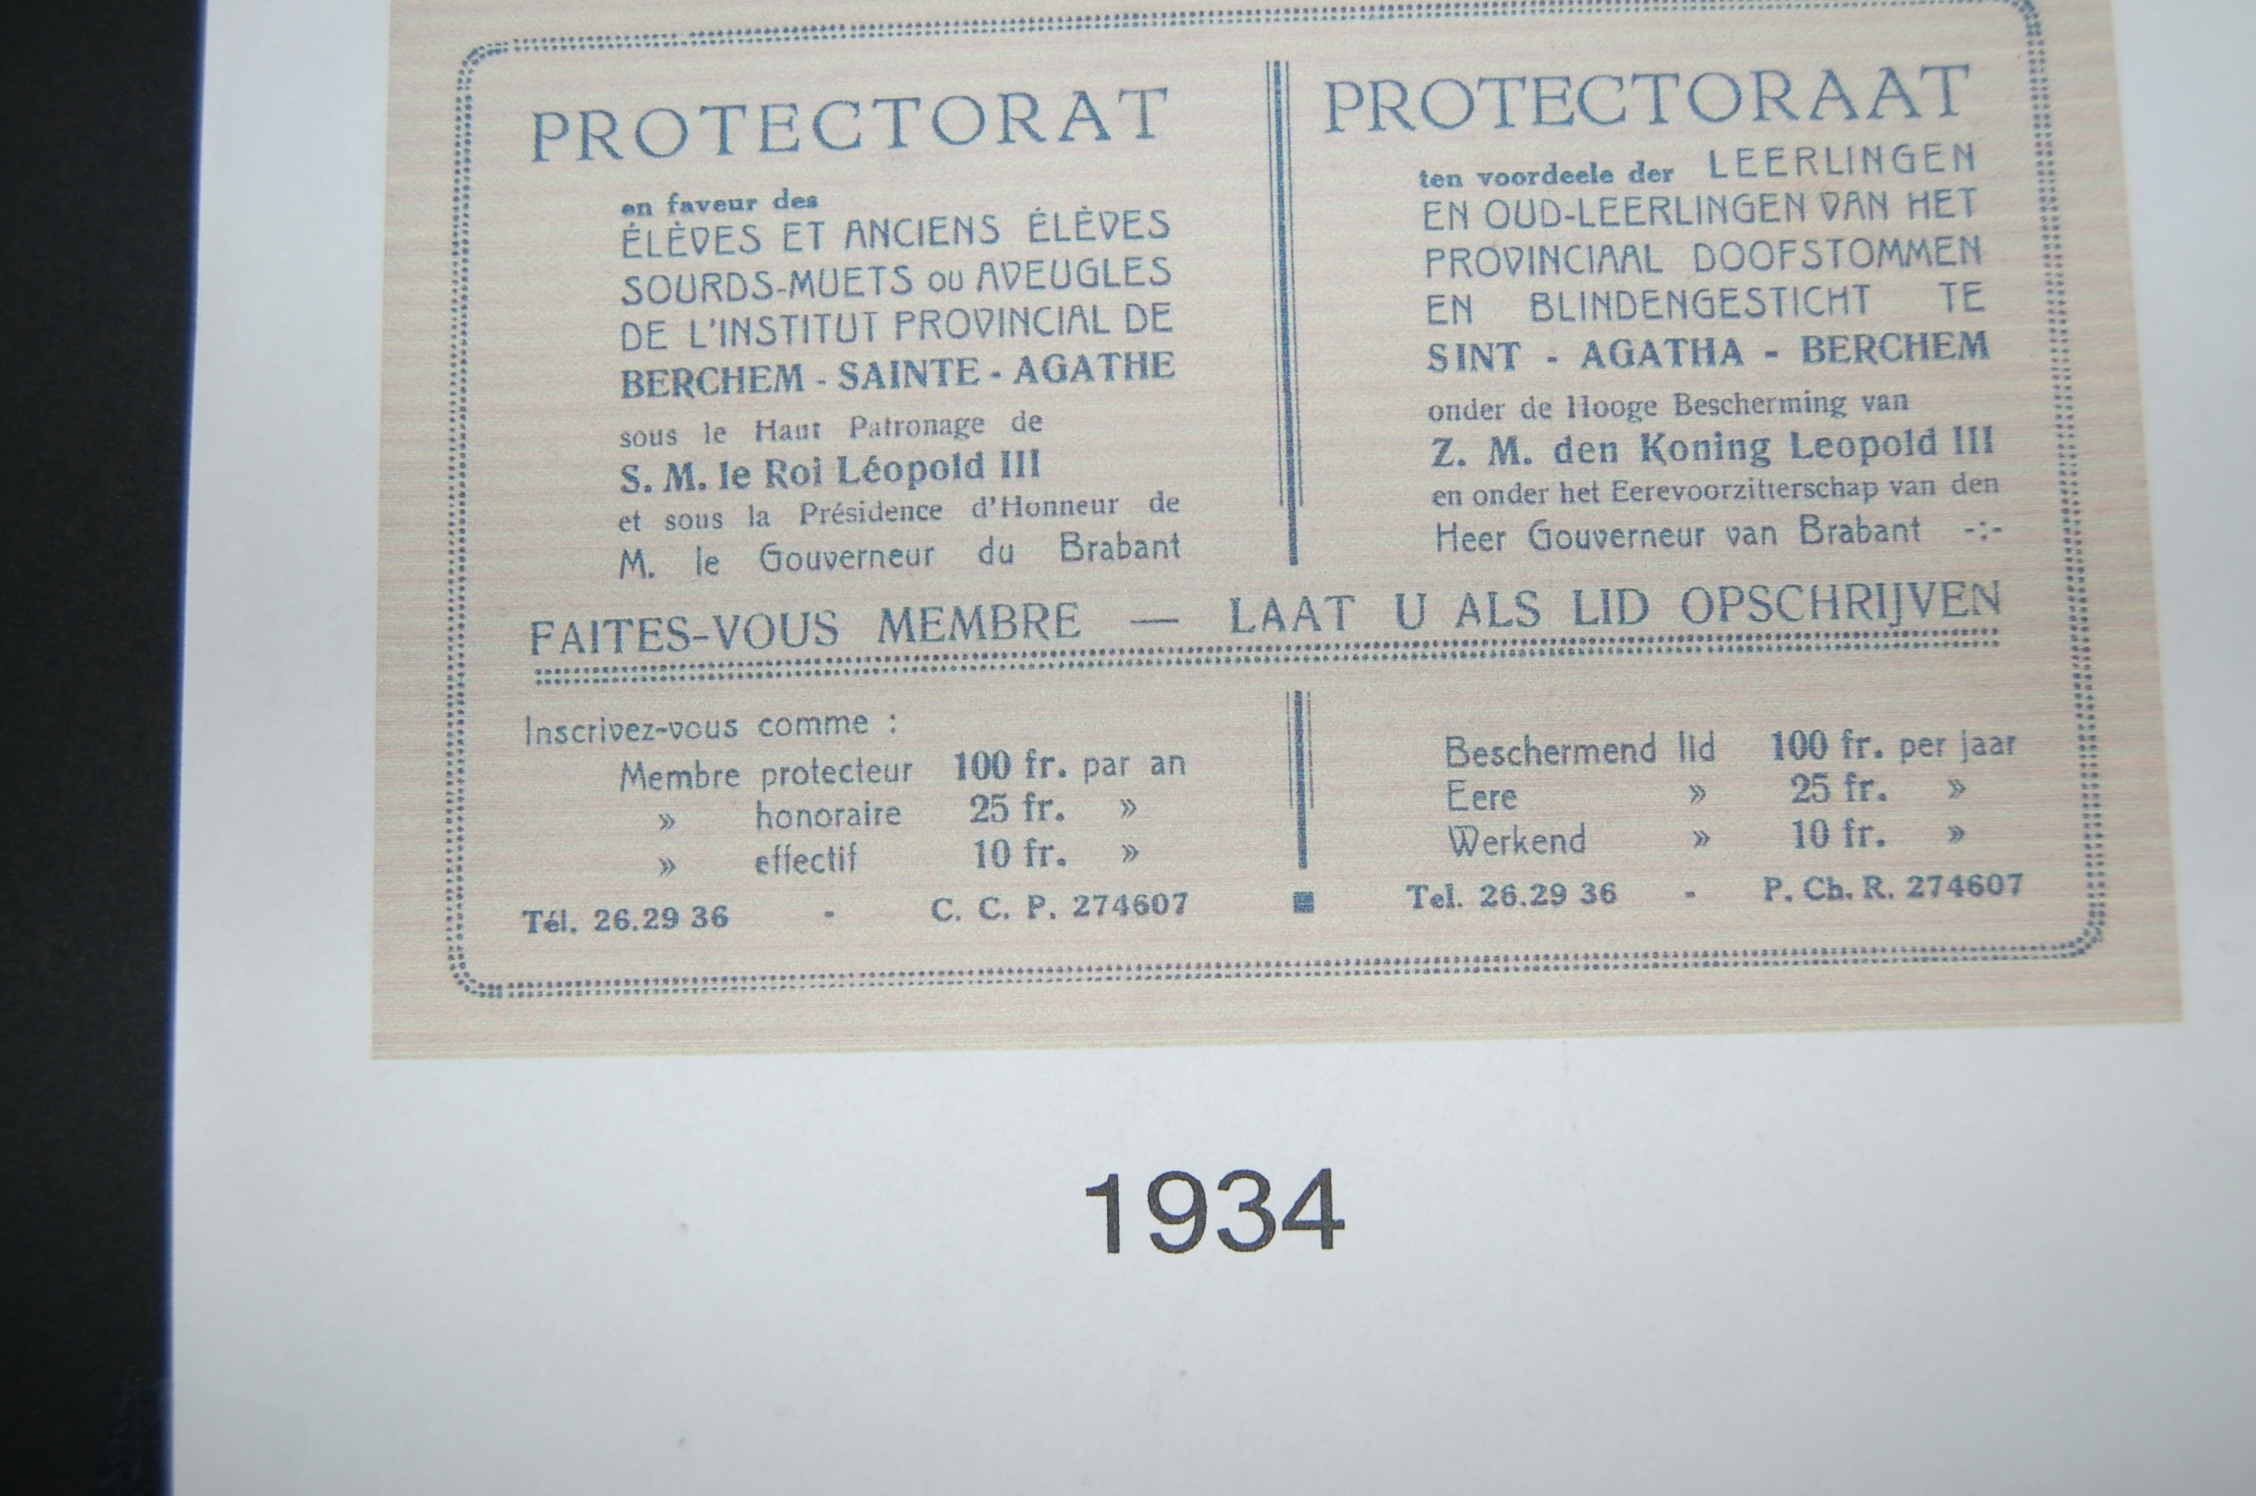 PROTECTORAT
en faveur des
ÉLÈVES ET ANCIENS ÉLÈVES
SOURDS-MUETS ou AVEUGLES
DE L'INSTITUT PROVINCIAL DE
BERCHEM - SAINTE - AGATHE
sous le Haut Patronage de
S. M. le Roi Léopold III
et sous la Présidence d'Honneur de
M. le Gouverneur du Brabant
PROTECTORAAT
ten voordeele der LEERLINGEN
EN OUD-LEERLINGEN VAN HET
PROVINCIAAL DOOFSTOMMEN
EN BLINDENGESTICHT TE
SINT - AGATHA - BERCHEM
onder de Hooge Bescherming van
Z. M. den Koning Leopold III
en onder het Eerevoorzitterschap van den
Heer Gouverneur van Brabant -:-
FAITES-VOUS MEMBRE — LAAT U ALS LID OPSCHRIJVEN
Inscrivez-vous comme :
Membre protecteur 100 fr. par an
» honoraire 25 fr. »
» effectif 10 fr. »
Tél. 26.29 36 - C. C. P. 274607
Beschermend lid 100 fr. per jaar
Eere » 25 fr. »
Werkend » 10 fr. »
Tel. 26.29 36 - P. Ch. R. 274607
1934